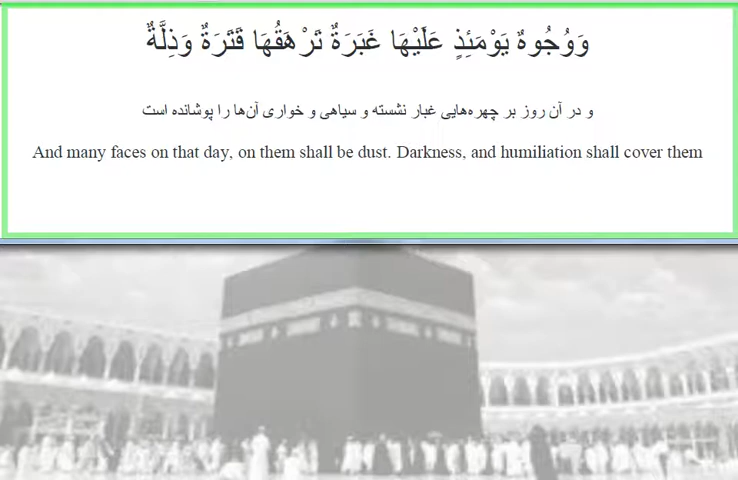 وَوُجُوهٌ يَوْمَئِذٍ عَلَيْهَا غَبَرَةٌ تَرْهَقُهَا قَتَرَةٌ وَذِلَّةٌ
و در آن روز بر چهره‌هایی غبار نشسته و سیاهی و خواری آن‌ها را پوشانده است
And many faces on that day, on them shall be dust. Darkness, and humiliation shall cover them